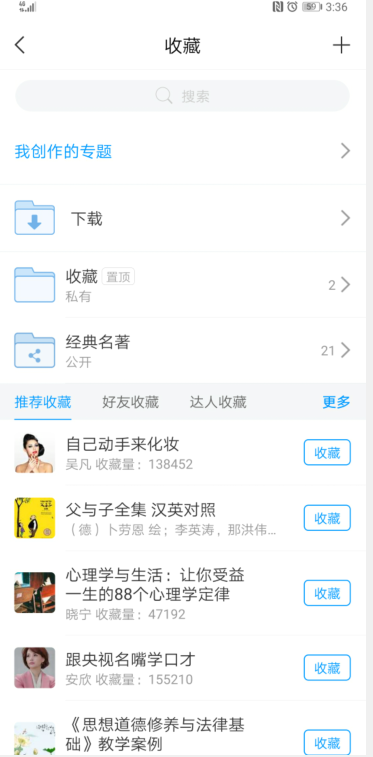 4G 59 3:36
收藏
搜索
我创作的专题
下载
收藏 置顶
私有
2
经典名著
公开
21
推荐收藏 好友收藏 达人收藏 更多
自己动手来化妆
吴凡 收藏量：138452
收藏
父与子全集 汉英对照
（德）卜劳恩 绘；李英涛，那洪伟...
收藏
心理学与生活：让你受益
一生的88个心理学定律
晓宁 收藏量：47192
收藏
跟央视名嘴学口才
安欣 收藏量：155210
收藏
《思想道德修养与法律基
础》教学案例
收藏